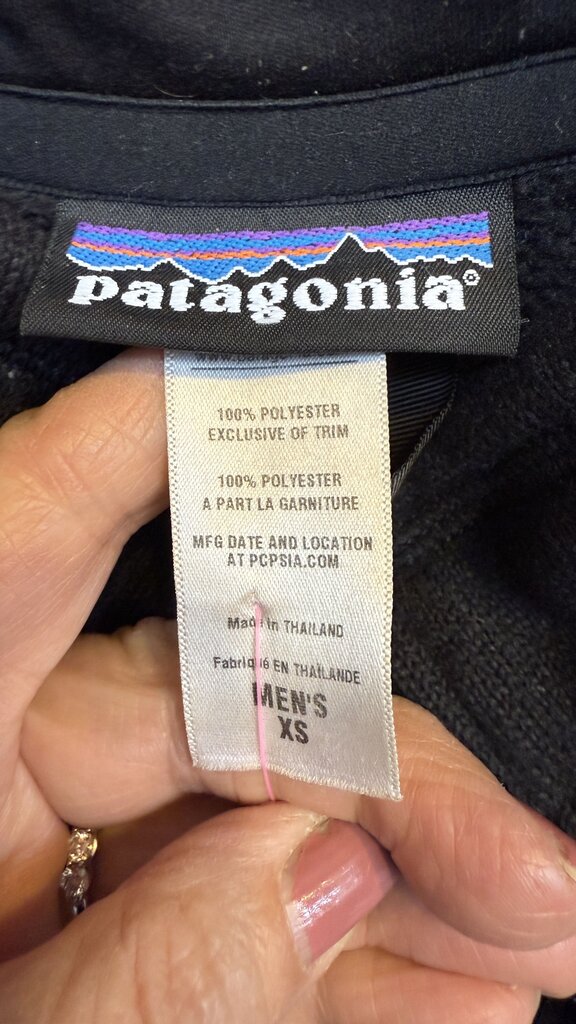 patagonia®
100% POLYESTER
EXCLUSIVE OF TRIM
100% POLYESTER
A PART LA GARNITURE
MFG DATE AND LOCATION
AT PCPSIA.COM
Made in THAILAND
Fabriqué EN THAÏLANDE
MEN'S
XS